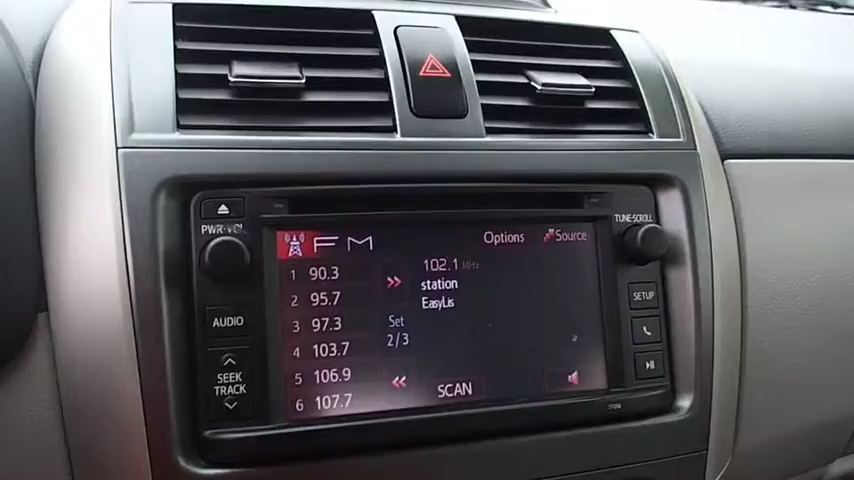 PWR·VOL
TUNE·SCROLL
FM
Options
Source
1 90.3
2 95.7
3 97.3
4 103.7
5 106.9
6 107.7
102.1 MHz
station
EasyLis
Set
2/3
SCAN
AUDIO
SEEK
TRACK
SETUP